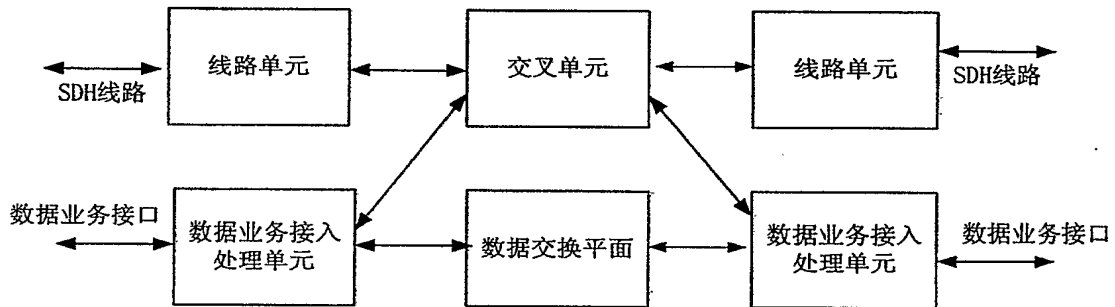 线路单元
交叉单元
线路单元
SDH线路
SDH线路
数据业务接口
数据业务接入
处理单元
数据交换平面
数据业务接入
处理单元
数据业务接口